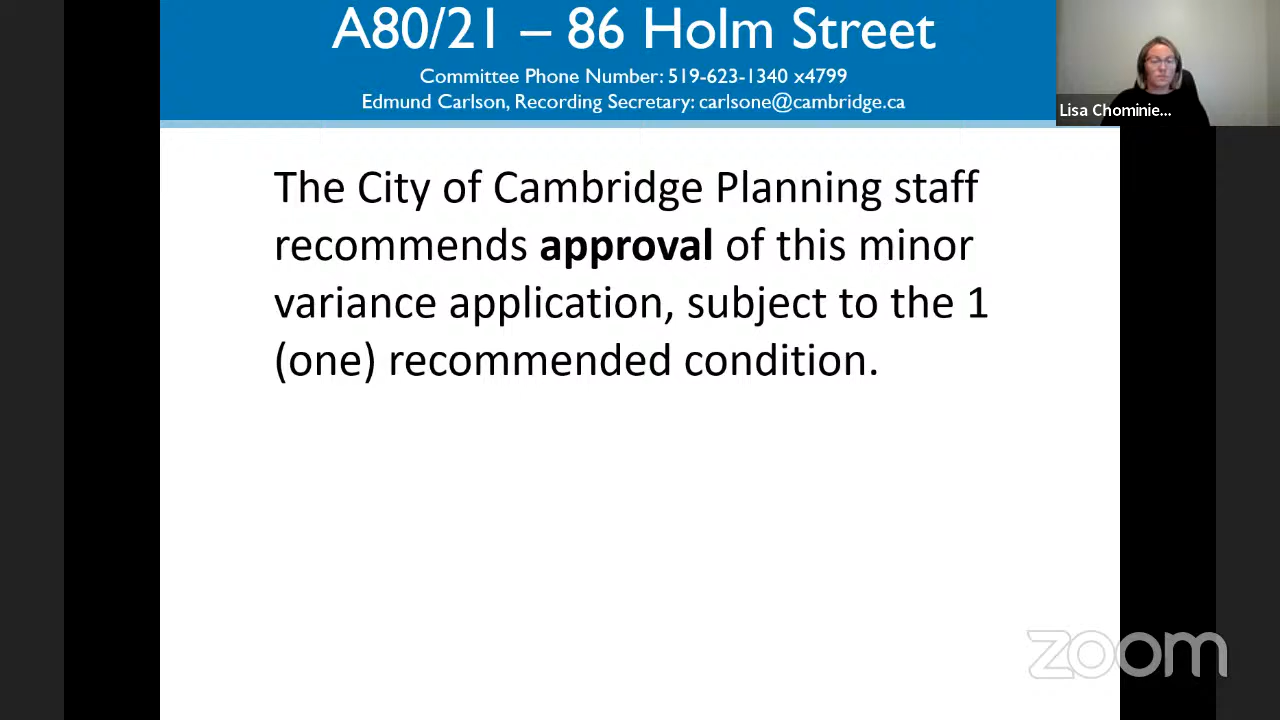 A80/21 – 86 Holm Street
Committee Phone Number: 519-623-1340 x4799
Edmund Carlson, Recording Secretary: carlsone@cambridge.ca
Lisa Chominie...
The City of Cambridge Planning staff
recommends approval of this minor
variance application, subject to the 1
(one) recommended condition.
zoom